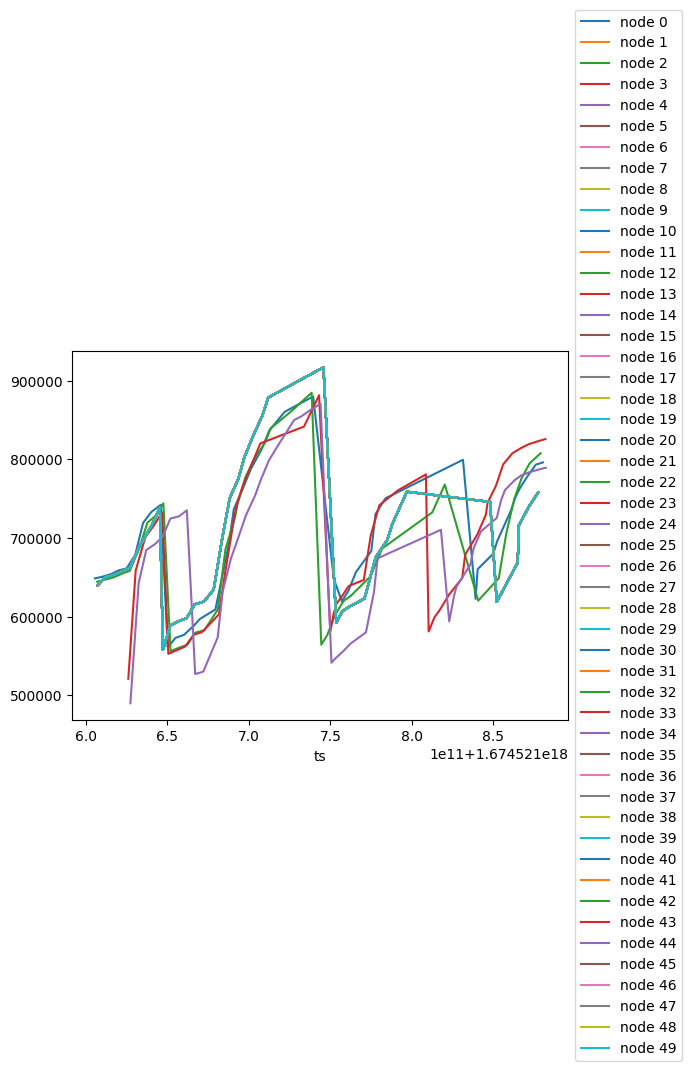 node 0
node 1
node 2
node 3
node 4
node 5
node 6
node 7
node 8
node 9
node 10
node 11
node 12
node 13
node 14
node 15
node 16
node 17
node 18
node 19
node 20
node 21
node 22
node 23
node 24
node 25
node 26
node 27
node 28
node 29
node 30
node 31
node 32
node 33
node 34
node 35
node 36
node 37
node 38
node 39
node 40
node 41
node 42
node 43
node 44
node 45
node 46
node 47
node 48
node 49
900000
800000
700000
600000
500000
6.0 6.5 7.0 7.5 8.0 8.5
ts
1e11+1.674521e18